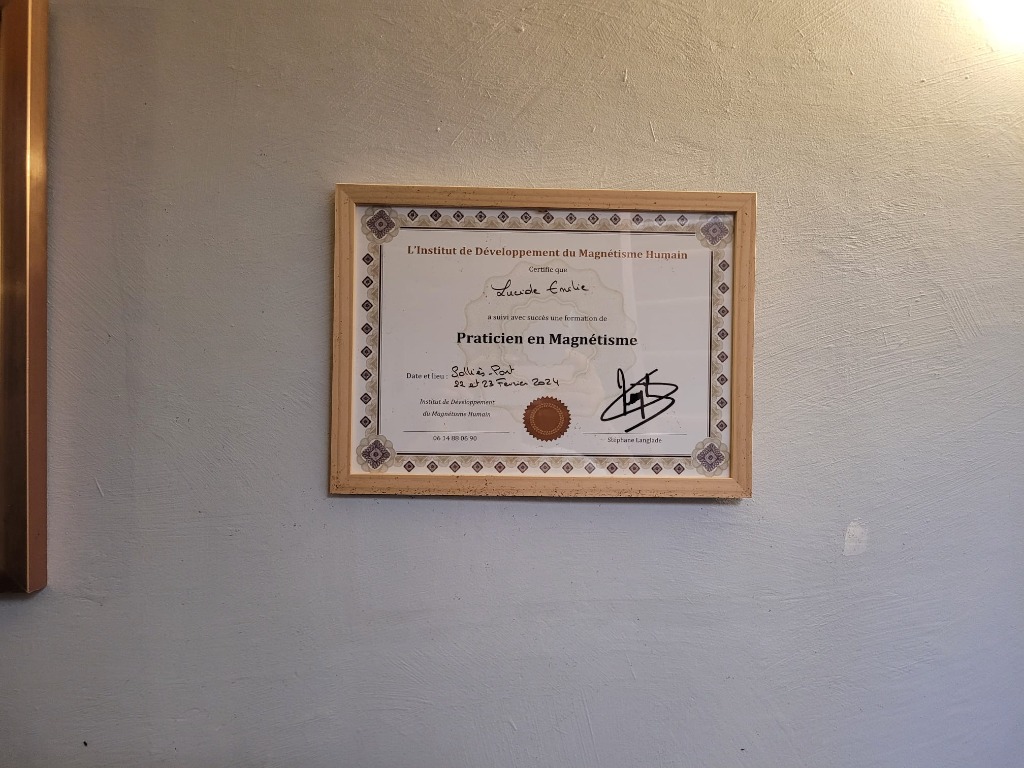 L'Institut de Développement du Magnétisme Humain
Certifie que
Lucide Emilie
a suivi avec succès une formation de
Praticien en Magnétisme
Date et lieu : Solliès-Pont
22 et 23 Février 2024
Institut de Développement
du Magnétisme Humain
06 14 88 08 90
Stéphane Langlade